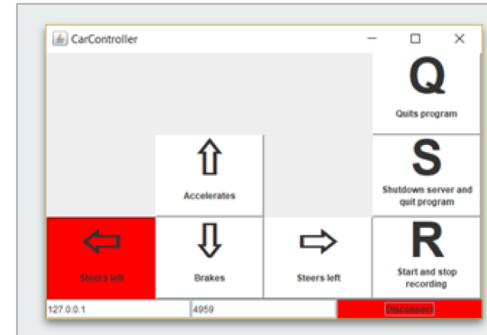 CarController
Q
Quits program
Accelerates
S
Shutdown server and
quit program
Steers left
Brakes
Steers left
R
Start and stop
recording
127.0.0.1
4959
Disconnect